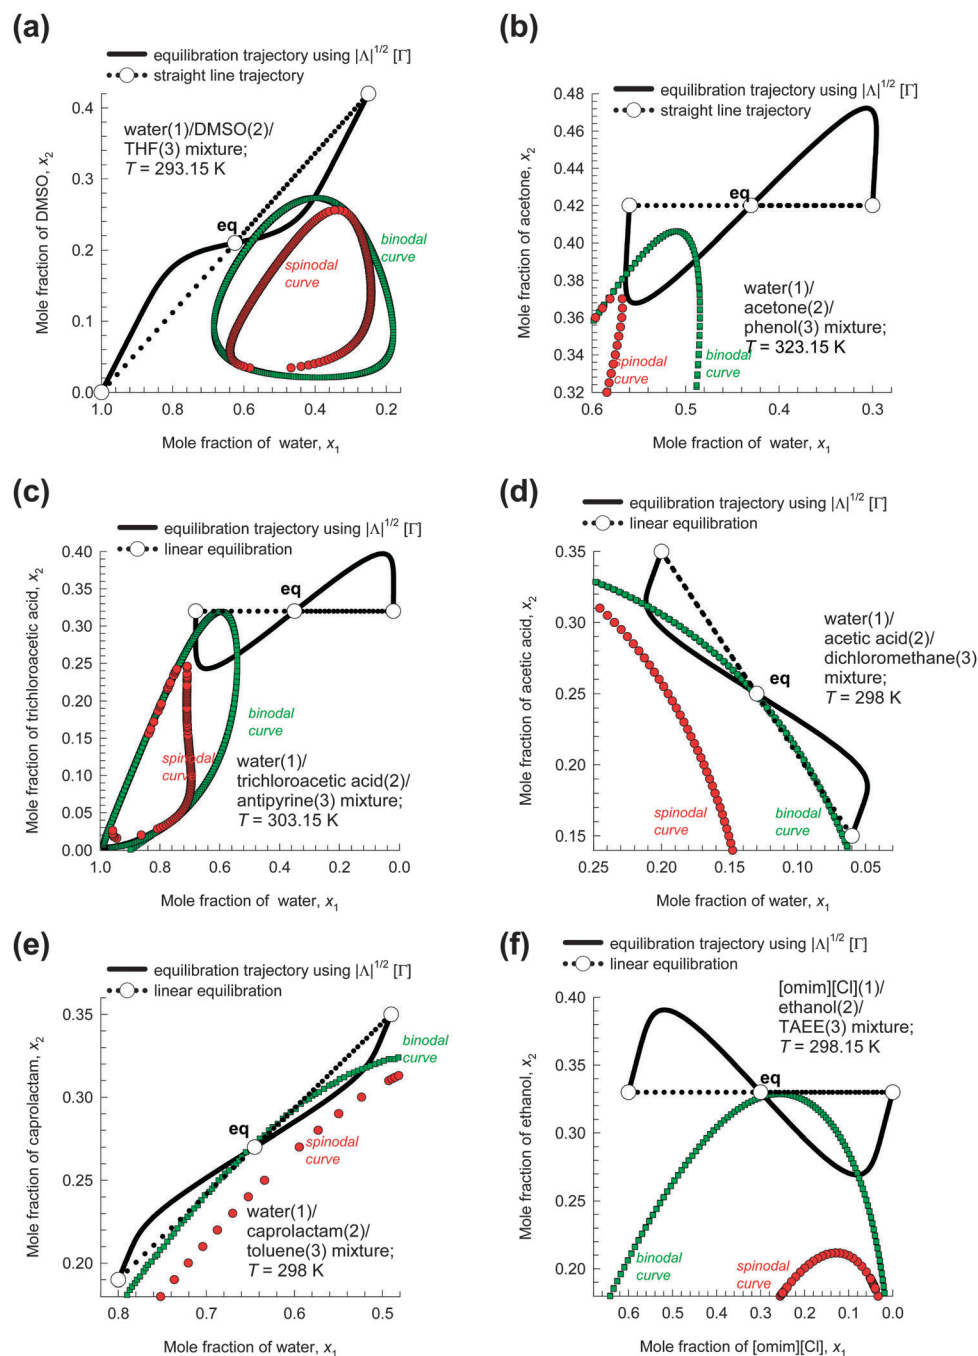 (a)
equilibration trajectory using |Λ|^1/2 [Γ]
straight line trajectory
water(1)/DMSO(2)/
THF(3) mixture;
T = 293.15 K
eq
binodal
curve
spinodal
curve
Mole fraction of DMSO, x2
0.4
0.3
0.2
0.1
0.0
1.0 0.8 0.6 0.4 0.2
Mole fraction of water, x1
(b)
equilibration trajectory using |Λ|^1/2 [Γ]
straight line trajectory
eq
water(1)/
acetone(2)/
phenol(3) mixture;
T = 323.15 K
spinodal
curve
binodal
curve
Mole fraction of acetone, x2
0.48
0.46
0.44
0.42
0.40
0.38
0.36
0.34
0.32
0.6 0.5 0.4 0.3
Mole fraction of water, x1
(c)
equilibration trajectory using |Λ|^1/2 [Γ]
linear equilibration
eq
binodal
curve
spinodal
curve
water(1)/
trichloroacetic acid(2)/
antipyrine(3) mixture;
T = 303.15 K
Mole fraction of trichloroacetic acid, x2
0.40
0.35
0.30
0.25
0.20
0.15
0.10
0.05
0.00
1.0 0.8 0.6 0.4 0.2 0.0
Mole fraction of water, x1
(d)
equilibration trajectory using |Λ|^1/2 [Γ]
linear equilibration
water(1)/
acetic acid(2)/
dichloromethane(3)
mixture;
T = 298 K
eq
spinodal
curve
binodal
curve
Mole fraction of acetic acid, x2
0.35
0.30
0.25
0.20
0.15
0.25 0.20 0.15 0.10 0.05
Mole fraction of water, x1
(e)
equilibration trajectory using |Λ|^1/2 [Γ]
linear equilibration
binodal
curve
eq
spinodal
curve
water(1)/
caprolactam(2)/
toluene(3) mixture;
T = 298 K
Mole fraction of caprolactam, x2
0.35
0.30
0.25
0.20
0.8 0.7 0.6 0.5
Mole fraction of water, x1
(f)
equilibration trajectory using |Λ|^1/2 [Γ]
linear equilibration
[omim][Cl](1)/
ethanol(2)/
TAEE(3) mixture;
T = 298.15 K
eq
binodal
curve
spinodal
curve
Mole fraction of ethanol, x2
0.40
0.35
0.30
0.25
0.20
0.6 0.5 0.4 0.3 0.2 0.1 0.0
Mole fraction of [omim][Cl], x1